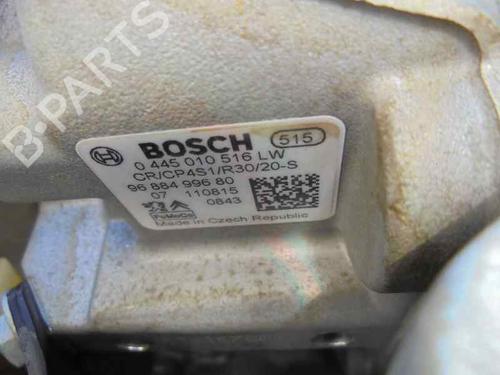 B-PARTS
BOSCH 515
0 445 010 516 LW
CR/CP4S1/R30/20-S
96 884 996 80
07 110815
0843
FoMoCo
Made in Czech Republic